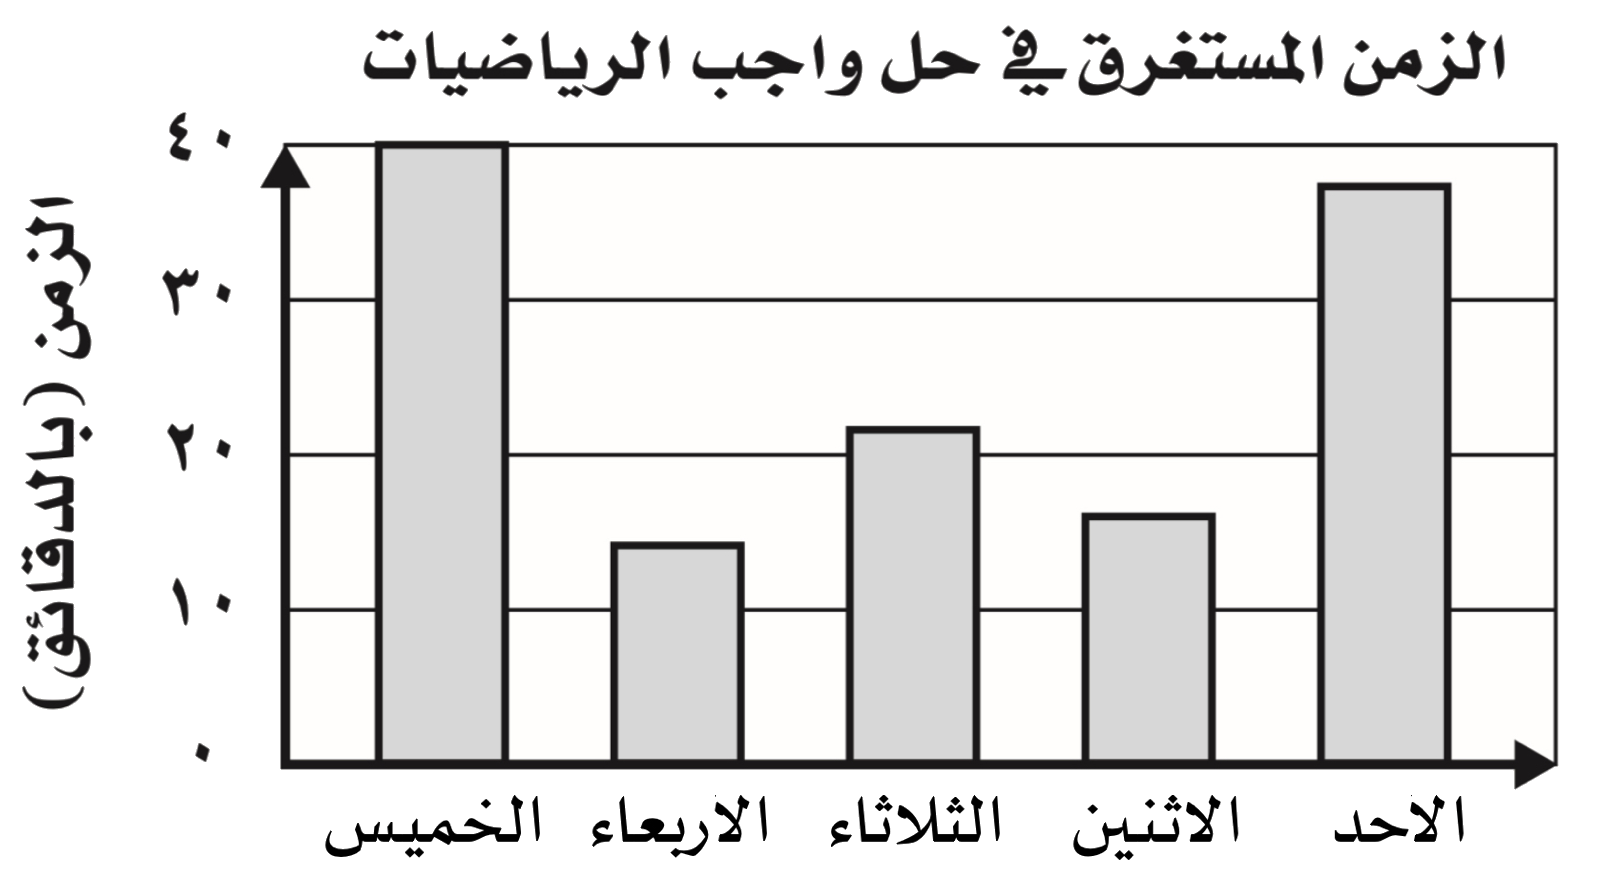 الزمن المستغرق في حل واجب الرياضيات
الزمن (بالدقائق)
٤٠
٣٠
٢٠
١٠
٠
الاحد الاثنين الثلاثاء الاربعاء الخميس